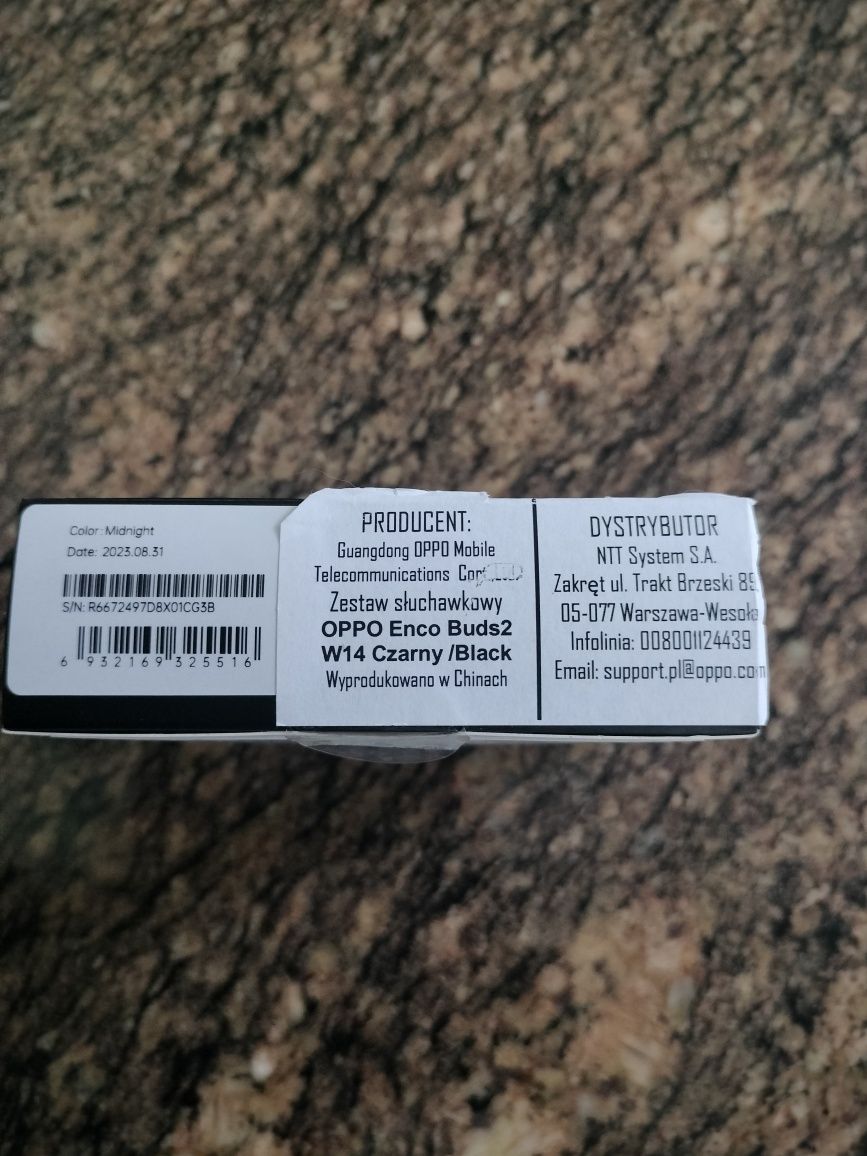 Color: Midnight
Date: 2023.08.31
S/N: R6672497D8X01CG3B
6 932169 325516
PRODUCENT:
Guangdong OPPO Mobile
Telecommunications
Zestaw słuchawkowy
OPPO Enco Buds2
W14 Czarny /Black
Wyprodukowano w Chinach
DYSTRYBUTOR
NTT System S.A.
Zakręt ul. Trakt Brzeski 89,
05-077 Warszawa-Wesoła
Infolinia: 008001124439
Email: support.pl@oppo.com